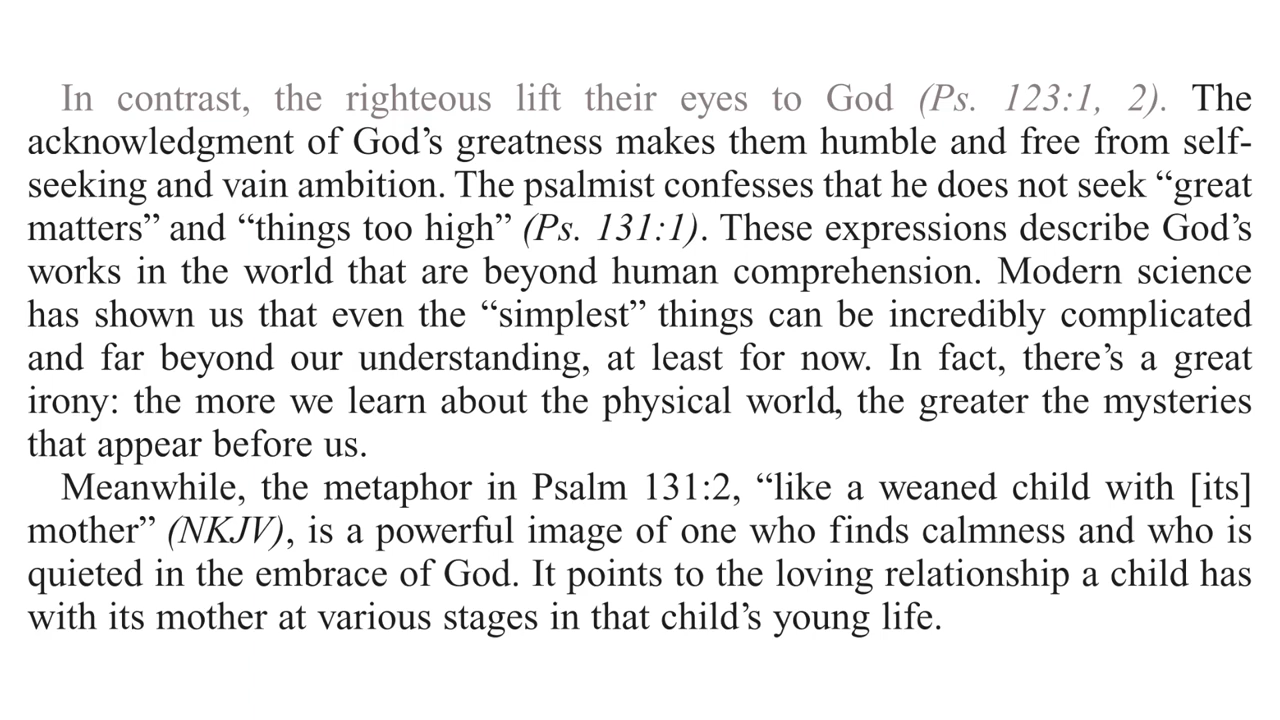 In contrast, the righteous lift their eyes to God (Ps. 123:1, 2). The
acknowledgment of God’s greatness makes them humble and free from self-
seeking and vain ambition. The psalmist confesses that he does not seek “great
matters” and “things too high” (Ps. 131:1). These expressions describe God’s
works in the world that are beyond human comprehension. Modern science
has shown us that even the “simplest” things can be incredibly complicated
and far beyond our understanding, at least for now. In fact, there’s a great
irony: the more we learn about the physical world, the greater the mysteries
that appear before us.
Meanwhile, the metaphor in Psalm 131:2, “like a weaned child with [its]
mother” (NKJV), is a powerful image of one who finds calmness and who is
quieted in the embrace of God. It points to the loving relationship a child has
with its mother at various stages in that child’s young life.